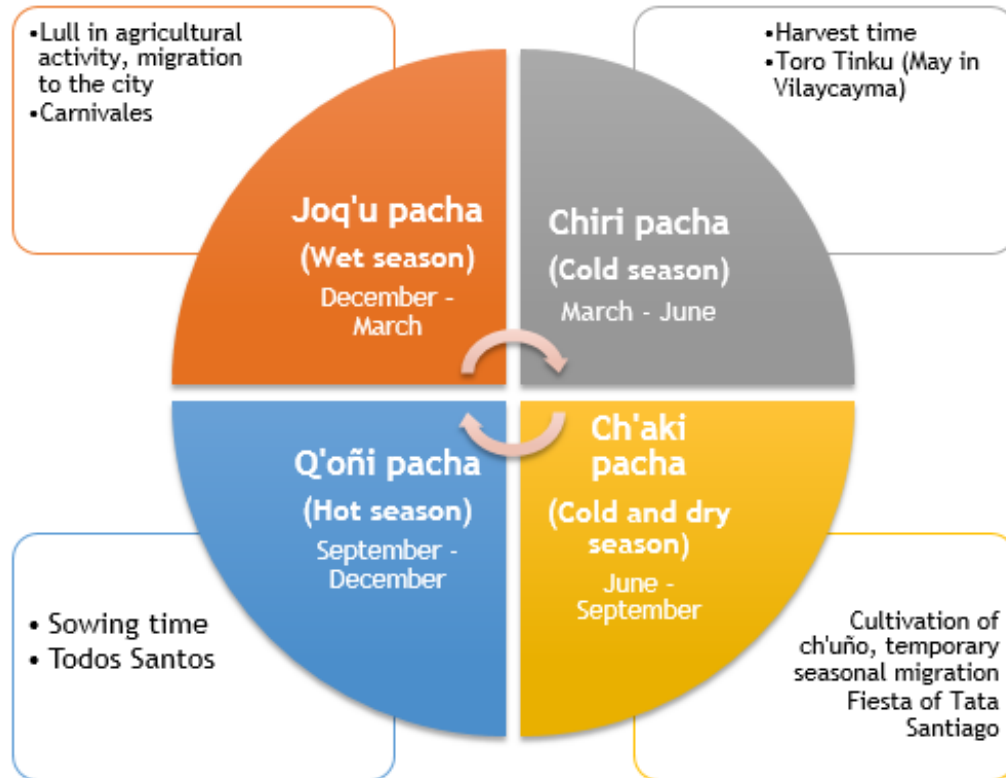 •Lull in agricultural
activity, migration
to the city
•Carnivales
•Harvest time
•Toro Tinku (May in
Vilaycayma)
Joq'u pacha
(Wet season)
December -
March
Chiri pacha
(Cold season)
March - June
Q'oñi pacha
(Hot season)
September -
December
Ch'aki
pacha
(Cold and dry
season)
June -
September
• Sowing time
• Todos Santos
Cultivation of
ch'uño, temporary
seasonal migration
Fiesta of Tata
Santiago